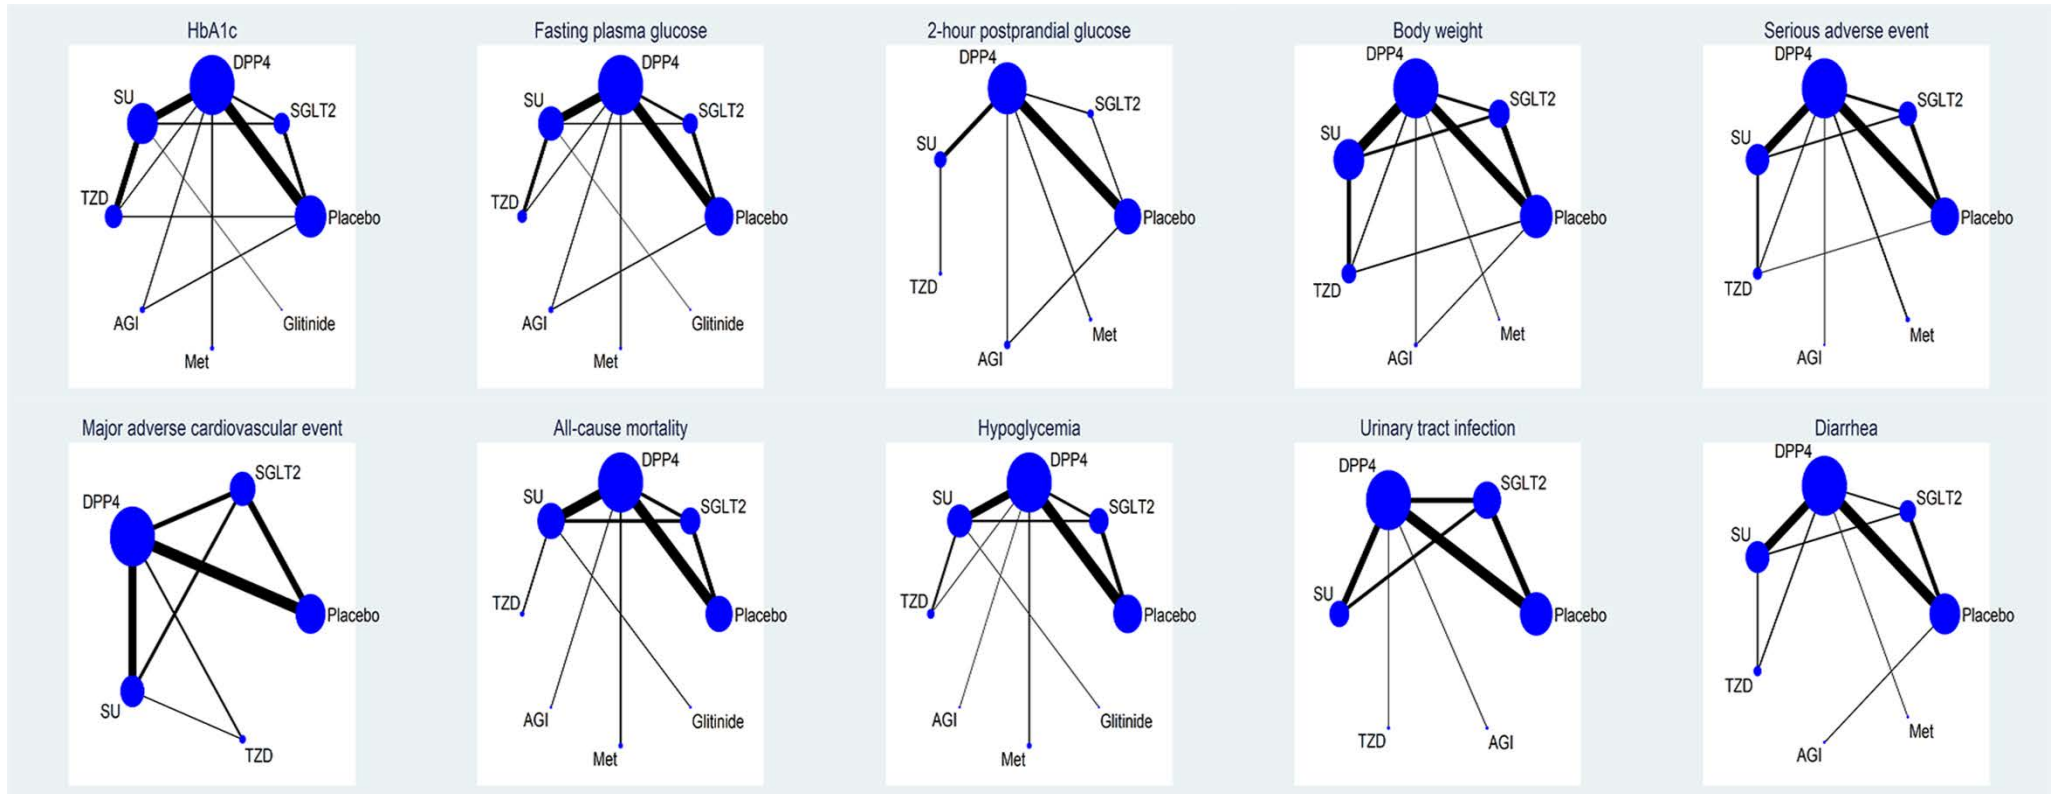 HbA1c
DPP4
SU
SGLT2
TZD
Placebo
AGI
Glitinide
Met
Fasting plasma glucose
DPP4
SU
SGLT2
TZD
Placebo
AGI
Glitinide
Met
2-hour postprandial glucose
DPP4
SGLT2
SU
Placebo
TZD
Met
AGI
Body weight
DPP4
SGLT2
SU
Placebo
TZD
Met
AGI
Serious adverse event
DPP4
SGLT2
SU
Placebo
TZD
Met
AGI
Major adverse cardiovascular event
SGLT2
DPP4
Placebo
SU
TZD
All-cause mortality
DPP4
SU
SGLT2
TZD
Placebo
AGI
Glitinide
Met
Hypoglycemia
DPP4
SU
SGLT2
TZD
Placebo
AGI
Glitinide
Met
Urinary tract infection
DPP4
SGLT2
SU
Placebo
TZD
AGI
Diarrhea
DPP4
SGLT2
SU
Placebo
TZD
Met
AGI